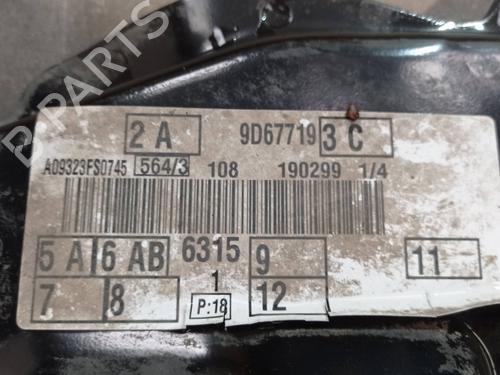 2 A 9D67719 3 C
A09323FS0745 564/3 108 190299 1/4
5 A 6 AB 6315 9 11
7 8 1 12
P:18
B-PARTS